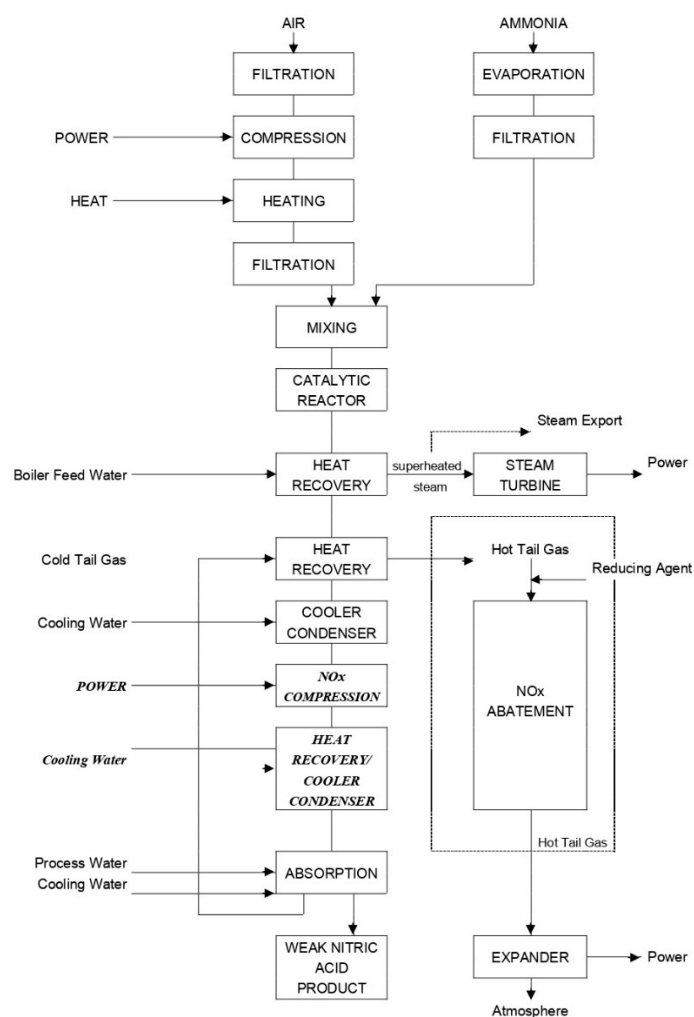 AIR
AMMONIA
FILTRATION
EVAPORATION
POWER
COMPRESSION
FILTRATION
HEAT
HEATING
FILTRATION
MIXING
CATALYTIC
REACTOR
Steam Export
Boiler Feed Water
HEAT
RECOVERY
superheated
steam
STEAM
TURBINE
Power
Cold Tail Gas
HEAT
RECOVERY
Hot Tail Gas
Reducing Agent
Cooling Water
COOLER
CONDENSER
POWER
NOx
COMPRESSION
NOx
ABATEMENT
Cooling Water
HEAT
RECOVERY/
COOLER
CONDENSER
Hot Tail Gas
Process Water
Cooling Water
ABSORPTION
WEAK NITRIC
ACID
PRODUCT
EXPANDER
Power
Atmosphere